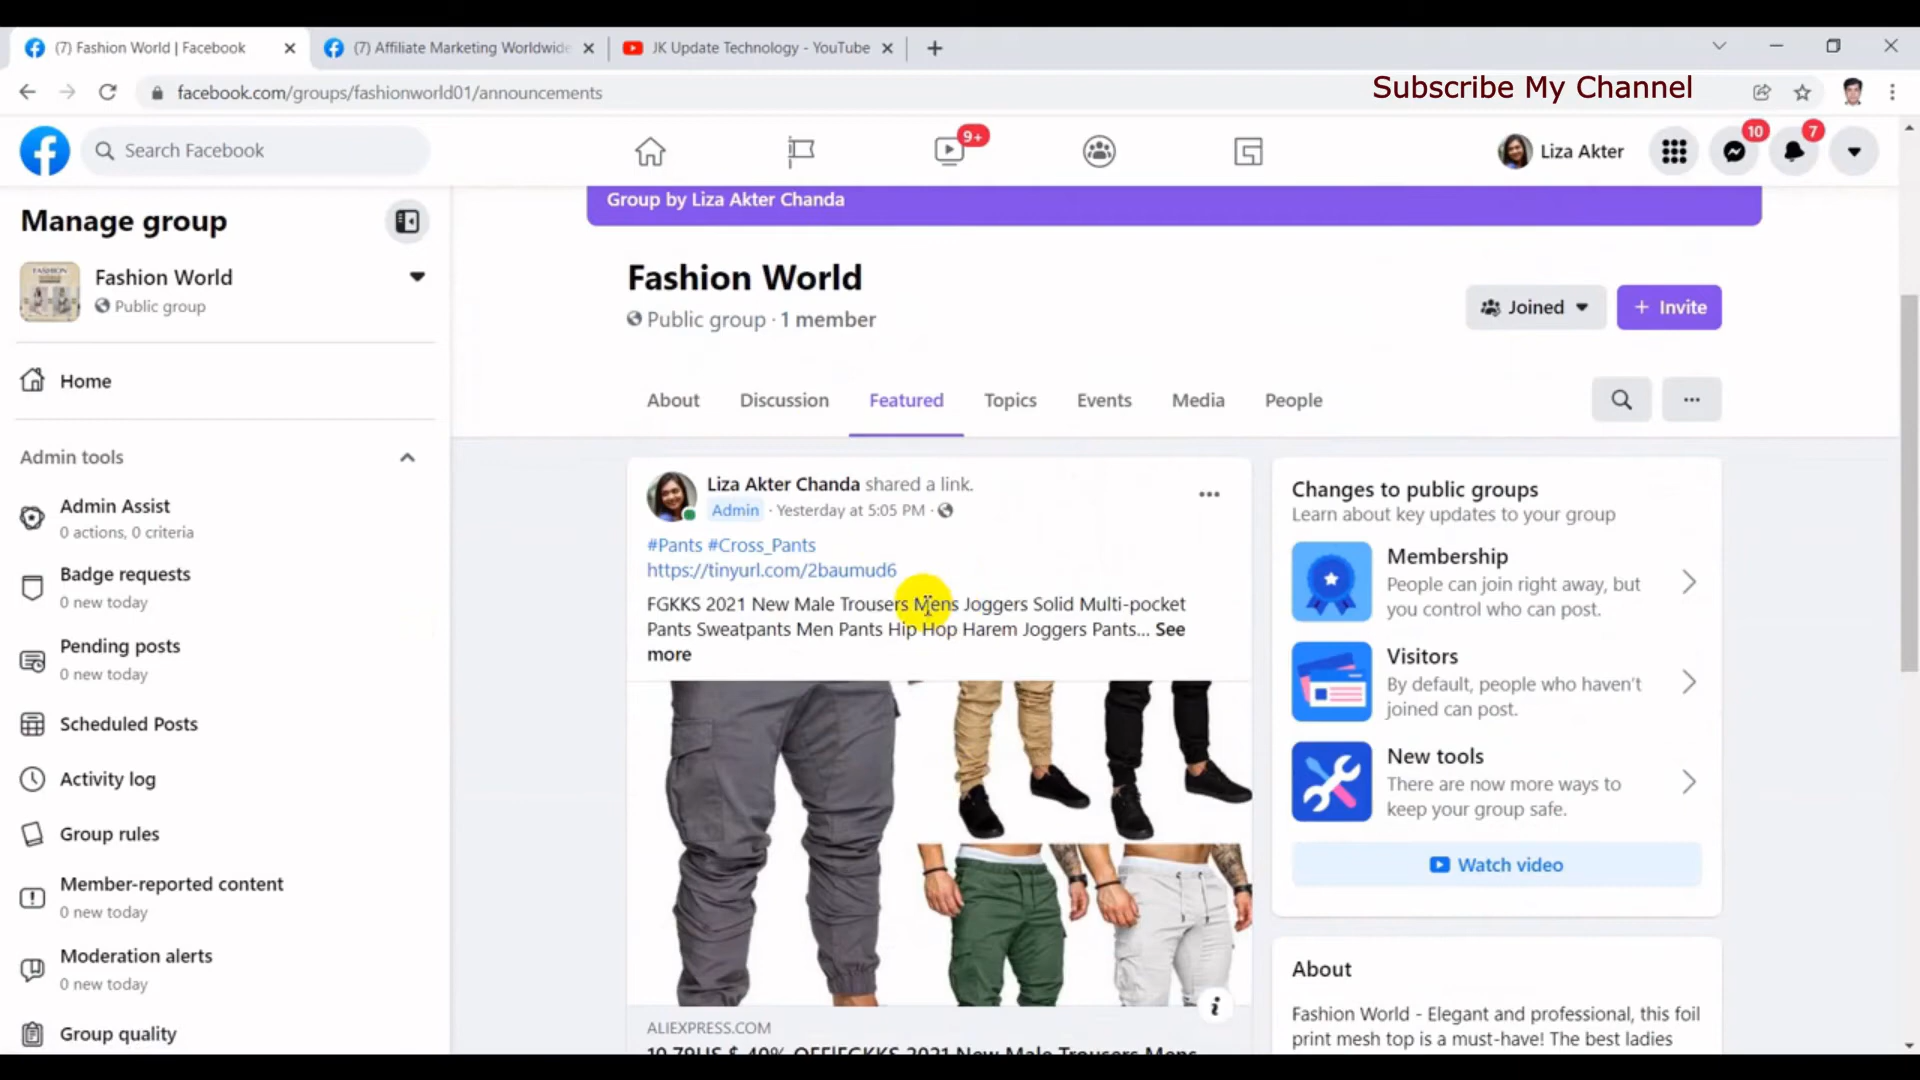 (7) Fashion World | Facebook
(7) Affiliate Marketing Worldwide
JK Update Technology - YouTube
facebook.com/groups/fashionworld01/announcements
Subscribe My Channel
Search Facebook
9+
Liza Akter
10
7
Manage group
Fashion World
Public group
Home
Admin tools
Admin Assist
0 actions, 0 criteria
Badge requests
0 new today
Pending posts
0 new today
Scheduled Posts
Activity log
Group rules
Member-reported content
0 new today
Moderation alerts
0 new today
Group quality
Group by Liza Akter Chanda
Fashion World
Public group · 1 member
Joined
+ Invite
About
Discussion
Featured
Topics
Events
Media
People
Liza Akter Chanda shared a link.
Admin · Yesterday at 5:05 PM ·
#Pants #Cross_Pants
https://tinyurl.com/2baumud6
FGKKS 2021 New Male Trousers Mens Joggers Solid Multi-pocket
Pants Sweatpants Men Pants Hip Hop Harem Joggers Pants... See
more
ALIEXPRESS.COM
10.79US $ 40% OFF|FGKKS 2021 New Male Trousers Mens
Changes to public groups
Learn about key updates to your group
Membership
People can join right away, but
you control who can post.
Visitors
By default, people who haven't
joined can post.
New tools
There are now more ways to
keep your group safe.
Watch video
About
Fashion World - Elegant and professional, this foil
print mesh top is a must-have! The best ladies